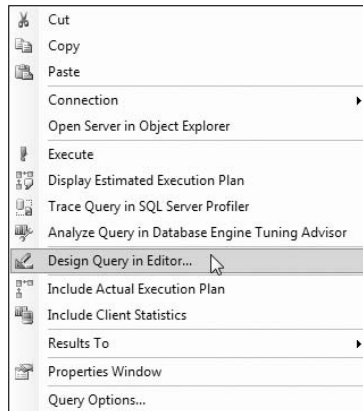 Cut
Copy
Paste
Connection
Open Server in Object Explorer
Execute
Display Estimated Execution Plan
Trace Query in SQL Server Profiler
Analyze Query in Database Engine Tuning Advisor
Design Query in Editor...
Include Actual Execution Plan
Include Client Statistics
Results To
Properties Window
Query Options...